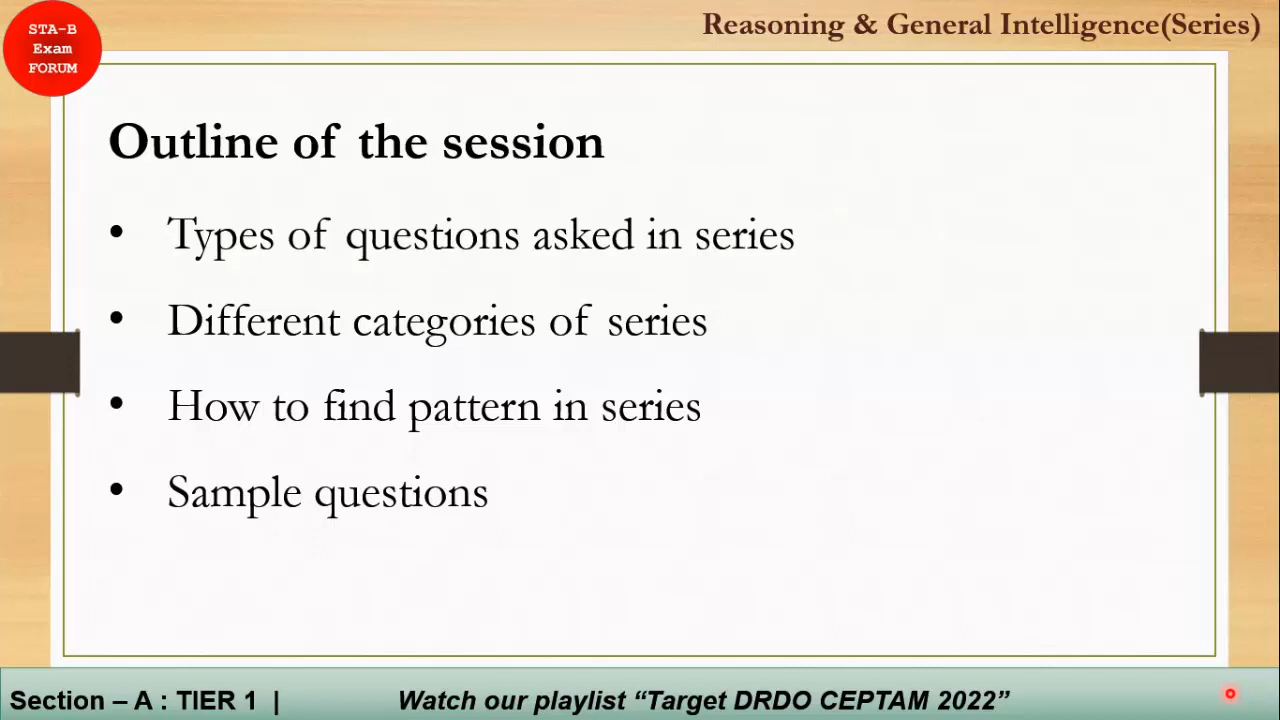 STA-B
Exam
FORUM
Reasoning & General Intelligence(Series)
Outline of the session
• Types of questions asked in series
• Different categories of series
• How to find pattern in series
• Sample questions
Section – A : TIER 1 | Watch our playlist “Target DRDO CEPTAM 2022”